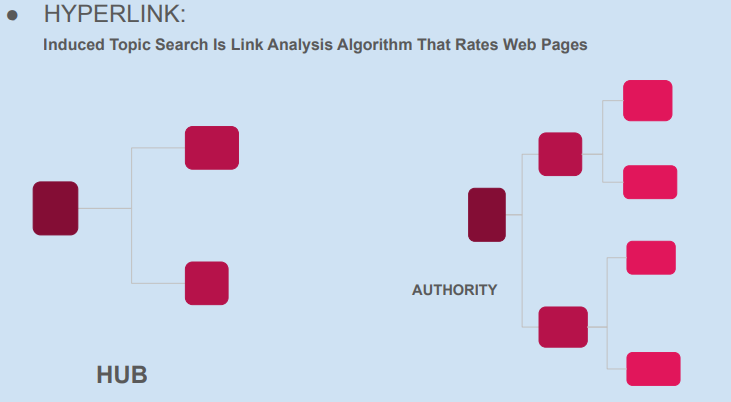 ● HYPERLINK:
Induced Topic Search Is Link Analysis Algorithm That Rates Web Pages
AUTHORITY
HUB